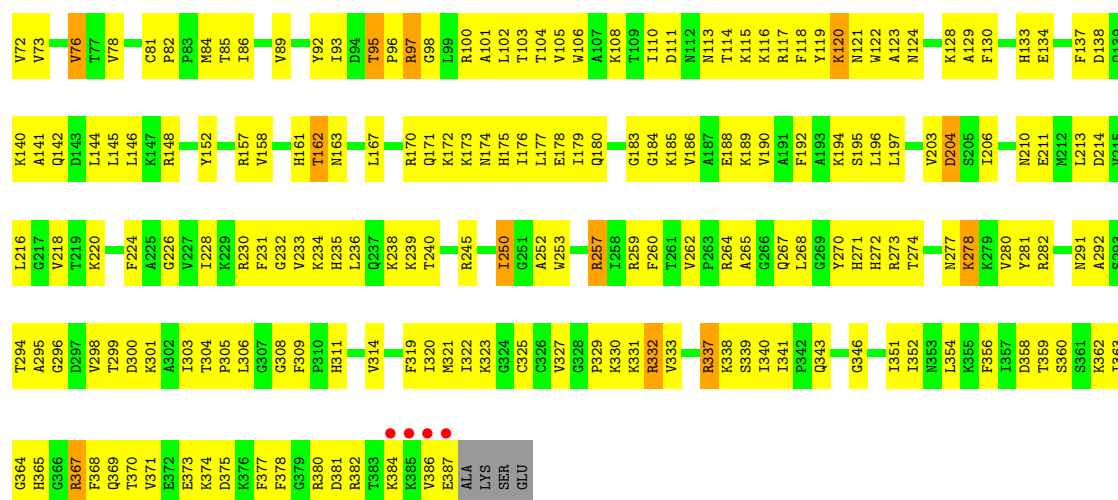 V72 V73 V76 T77 V78 C81 P82 P83 M84 T85 I86 V89 Y92 I93 D94 T95 P96 R97 G98 L99 R100 A101 L102 T103 T104 V105 W106 A107 K108 T109 I110 D111 N112 N113 T114 K115 K116 R117 F118 Y119 K120 N121 W122 A123 N124 K128 A129 F130 H133 E134 F137 D138 Q139
K140 A141 Q142 D143 L144 L145 L146 K147 R148 Y152 R157 V158 H161 T162 N163 L167 R170 Q171 K172 K173 N174 H175 I176 L177 E178 I179 Q180 G183 G184 K185 V186 A187 E188 K189 V190 A191 F192 A193 K194 S195 L196 L197 V203 D204 S205 I206 N210 E211 M212 L213 D214 V215
L216 G217 V218 T219 K220 F224 A225 G226 V227 I228 K229 R230 F231 G232 V233 K234 H235 L236 Q237 K238 K239 T240 R245 I250 G251 A252 W253 R257 I258 R259 F260 T261 V262 P263 R264 A265 G266 Q267 L268 G269 Y270 H271 H272 R273 T274 N277 K278 K279 V280 Y281 R282 N291 A292 S293
T294 A295 G296 D297 V298 T299 D300 K301 A302 I303 T304 P305 L306 G307 G308 F309 P310 H311 V314 F319 I320 M321 I322 K323 G324 C325 C326 V327 G328 P329 K330 K331 R332 V333 R337 K338 S339 I340 I341 P342 Q343 G346 I351 I352 N353 L354 K355 F356 I357 D358 T359 S360 S361 K362 I363
G364 H365 G366 R367 F368 Q369 T370 V371 E372 E373 K374 D375 K376 F377 F378 G379 R380 D381 R382 T383 K384 K385 V386 E387 ALA LYS SER GLU